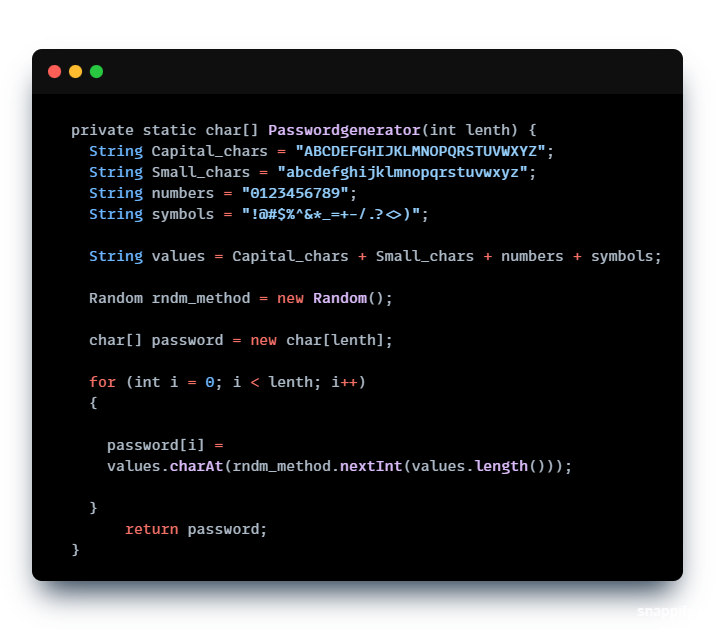 private static char[] Passwordgenerator(int lenth) {
String Capital_chars = "ABCDEFGHIJKLMNOPQRSTUVWXYZ";
String Small_chars = "abcdefghijklmnopqrstuvwxyz";
String numbers = "0123456789";
String symbols = "!@#$%^&*_=+-/.?<>)";
String values = Capital_chars + Small_chars + numbers + symbols;
Random rndm_method = new Random();
char[] password = new char[lenth];
for (int i = 0; i < lenth; i++)
{
password[i] =
values.charAt(rndm_method.nextInt(values.length()));
}
return password;
}